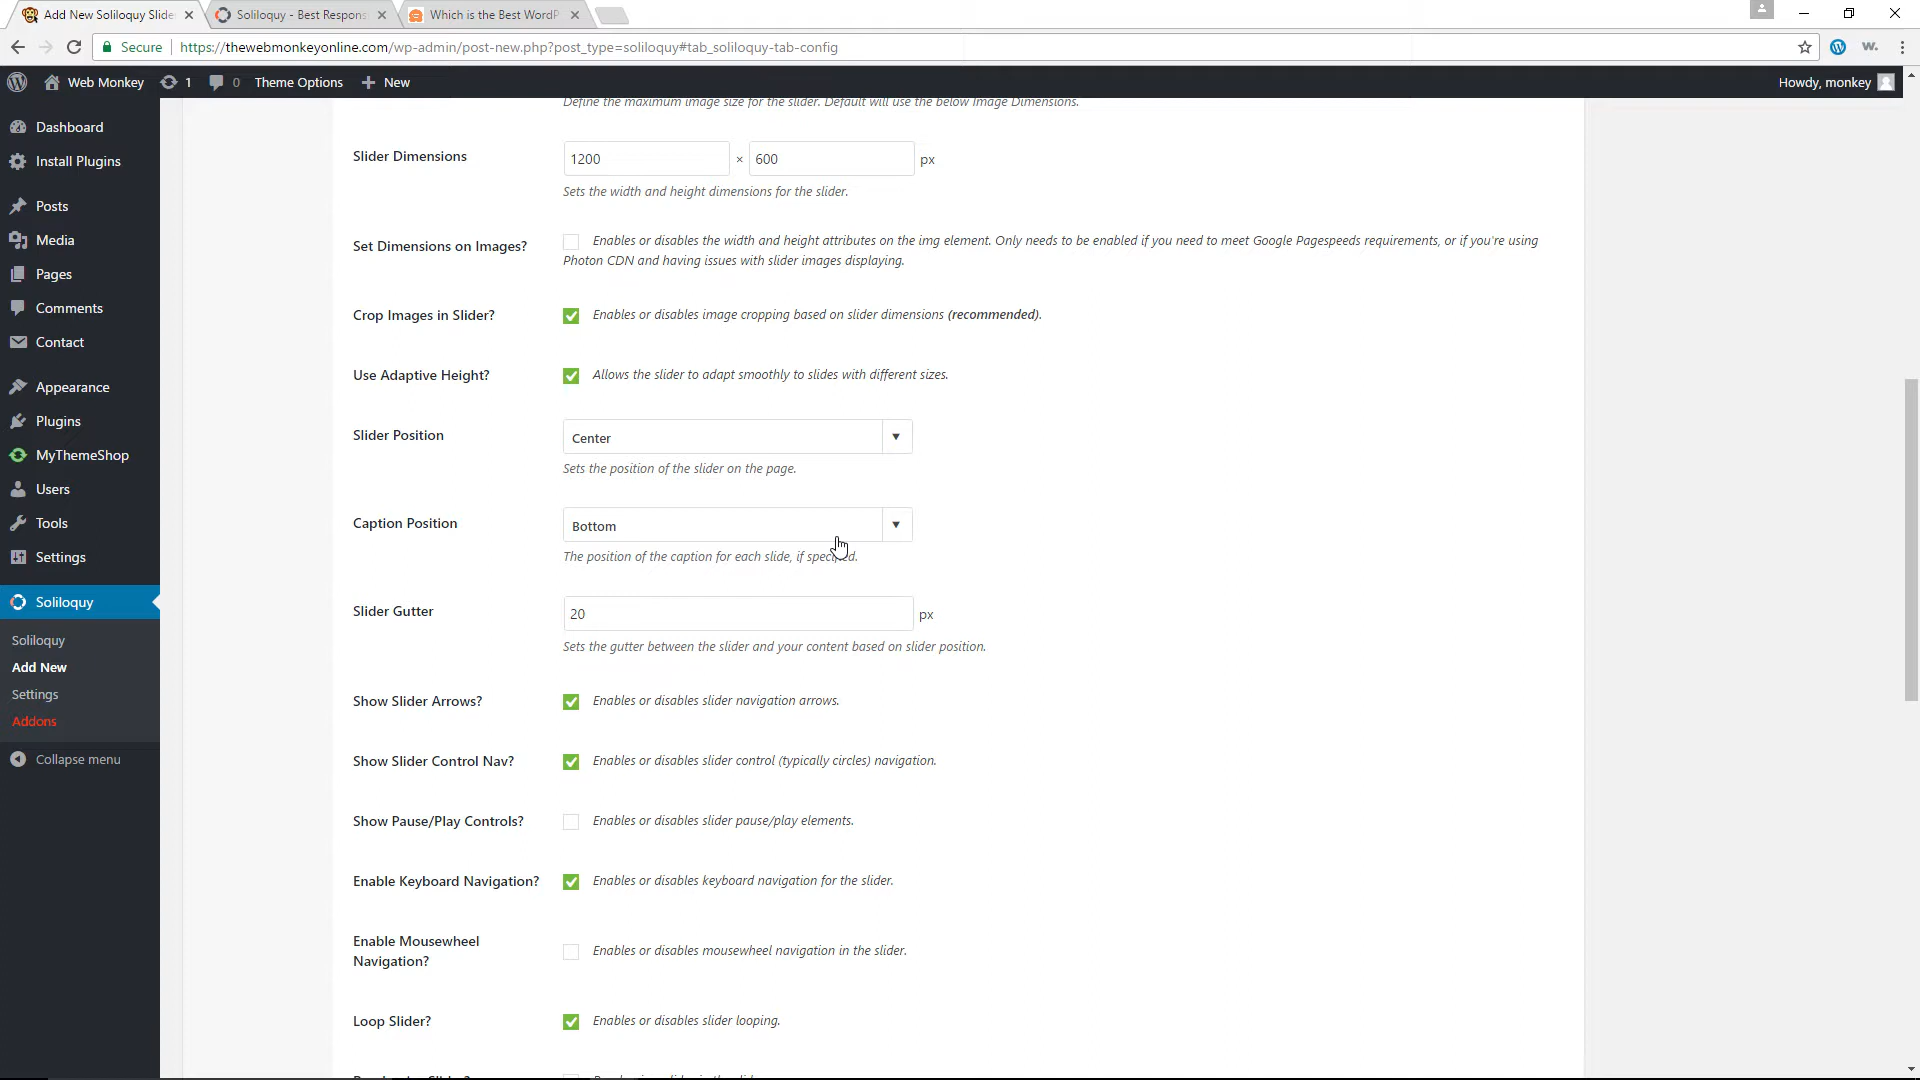 Add New Soliloquy Slide
Soliloquy - Best Respons
Which is the Best WordP
Secure
https://thewebmonkeyonline.com/wp-admin/post-new.php?post_type=soliloquy#tab_soliloquy-tab-config
W.
Web Monkey
1
0
Theme Options
New
Howdy, monkey
Dashboard
Install Plugins
Posts
Media
Pages
Comments
Contact
Appearance
Plugins
MyThemeShop
Users
Tools
Settings
Soliloquy
Soliloquy
Add New
Settings
Addons
Collapse menu
Define the maximum image size for the slider. Default will use the below Image Dimensions.
Slider Dimensions
1200 × 600 px
Sets the width and height dimensions for the slider.
Set Dimensions on Images?
Enables or disables the width and height attributes on the img element. Only needs to be enabled if you need to meet Google Pagespeeds requirements, or if you're using
Photon CDN and having issues with slider images displaying.
Crop Images in Slider?
Enables or disables image cropping based on slider dimensions (recommended).
Use Adaptive Height?
Allows the slider to adapt smoothly to slides with different sizes.
Slider Position
Center
Sets the position of the slider on the page.
Caption Position
Bottom
The position of the caption for each slide, if specified.
Slider Gutter
20 px
Sets the gutter between the slider and your content based on slider position.
Show Slider Arrows?
Enables or disables slider navigation arrows.
Show Slider Control Nav?
Enables or disables slider control (typically circles) navigation.
Show Pause/Play Controls?
Enables or disables slider pause/play elements.
Enable Keyboard Navigation?
Enables or disables keyboard navigation for the slider.
Enable Mousewheel
Navigation?
Enables or disables mousewheel navigation in the slider.
Loop Slider?
Enables or disables slider looping.